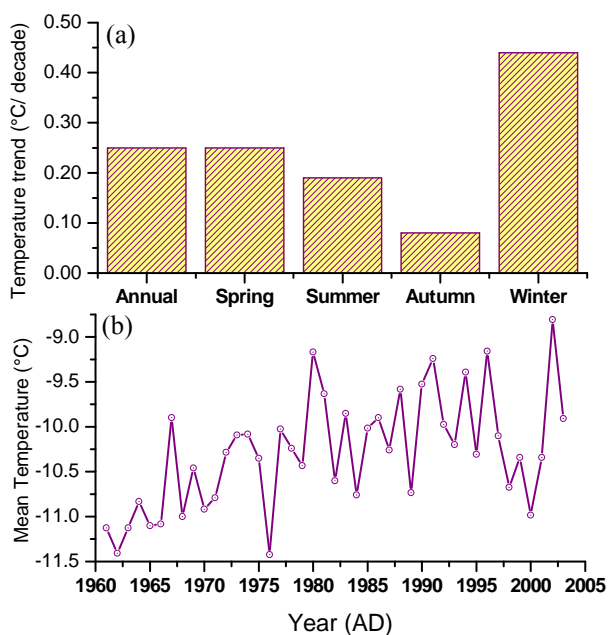 (a)
Temperature trend (°C/ decade)
0.50
0.40
0.30
0.20
0.10
0.00
Annual Spring Summer Autumn Winter
(b)
Mean Temperature (°C)
-9.0
-9.5
-10.0
-10.5
-11.0
-11.5
1960 1965 1970 1975 1980 1985 1990 1995 2000 2005
Year (AD)